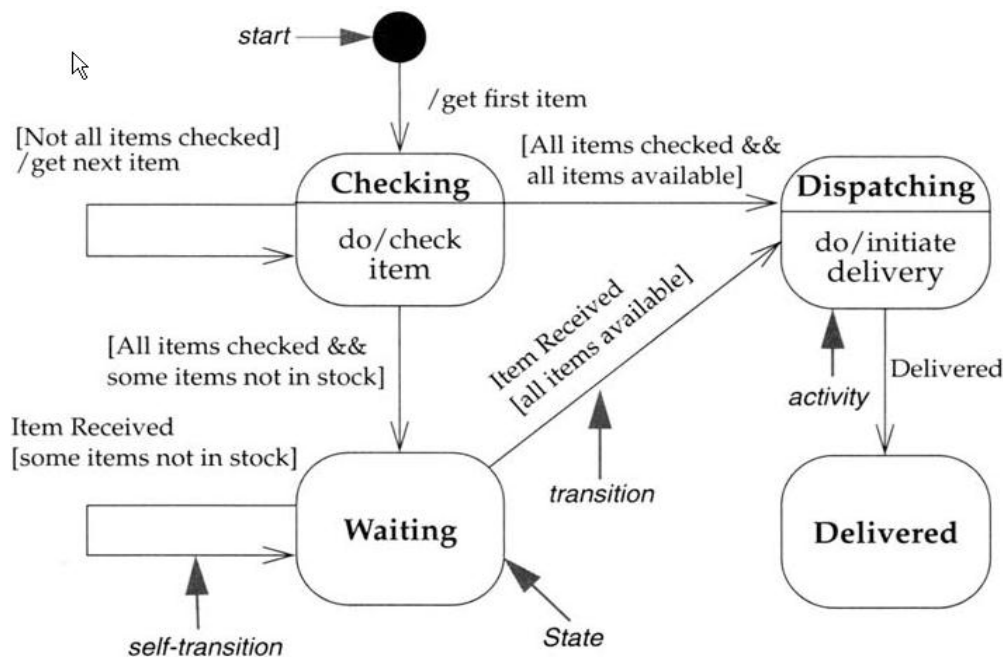 start
/get first item
[Not all items checked]
/get next item
[All items checked &&
all items available]
Checking
do/check
item
Dispatching
do/initiate
delivery
[All items checked &&
some items not in stock]
Item Received
[all items available]
activity
Delivered
Item Received
[some items not in stock]
transition
Waiting
Delivered
self-transition
State